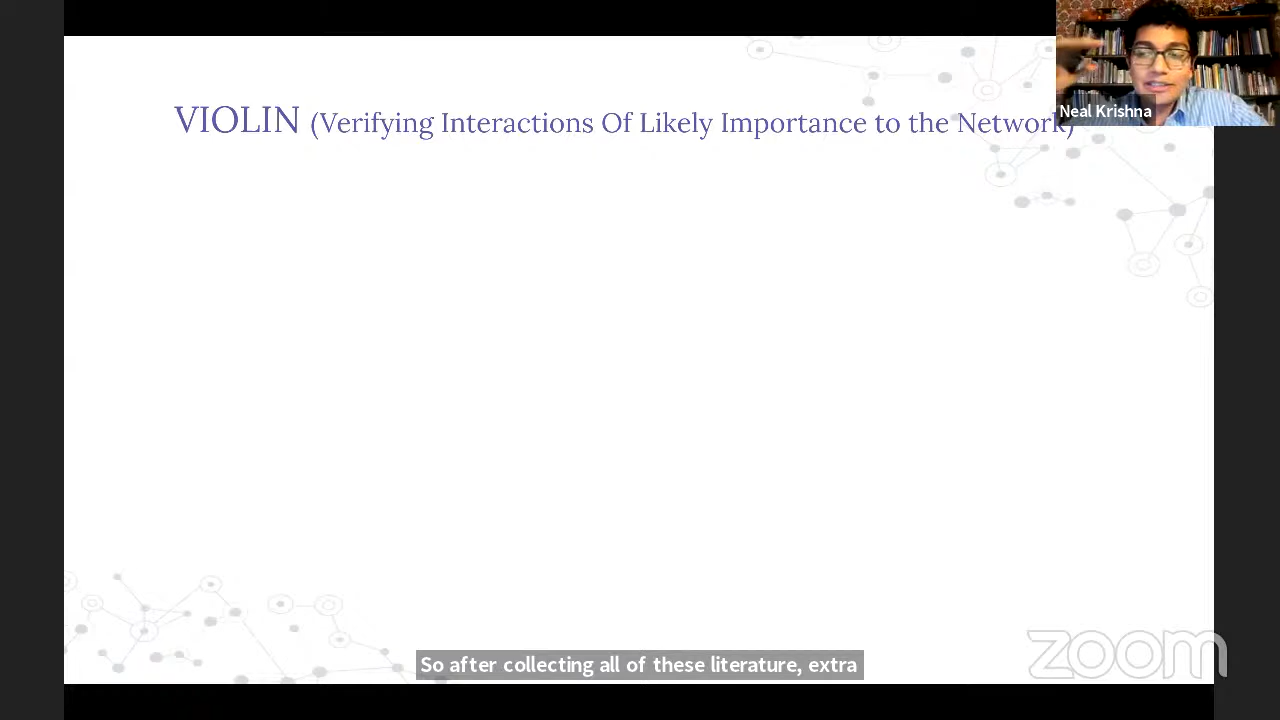 VIOLIN (Verifying Interactions Of Likely Importance to the Network)
Neal Krishna
So after collecting all of these literature, extra
zoom